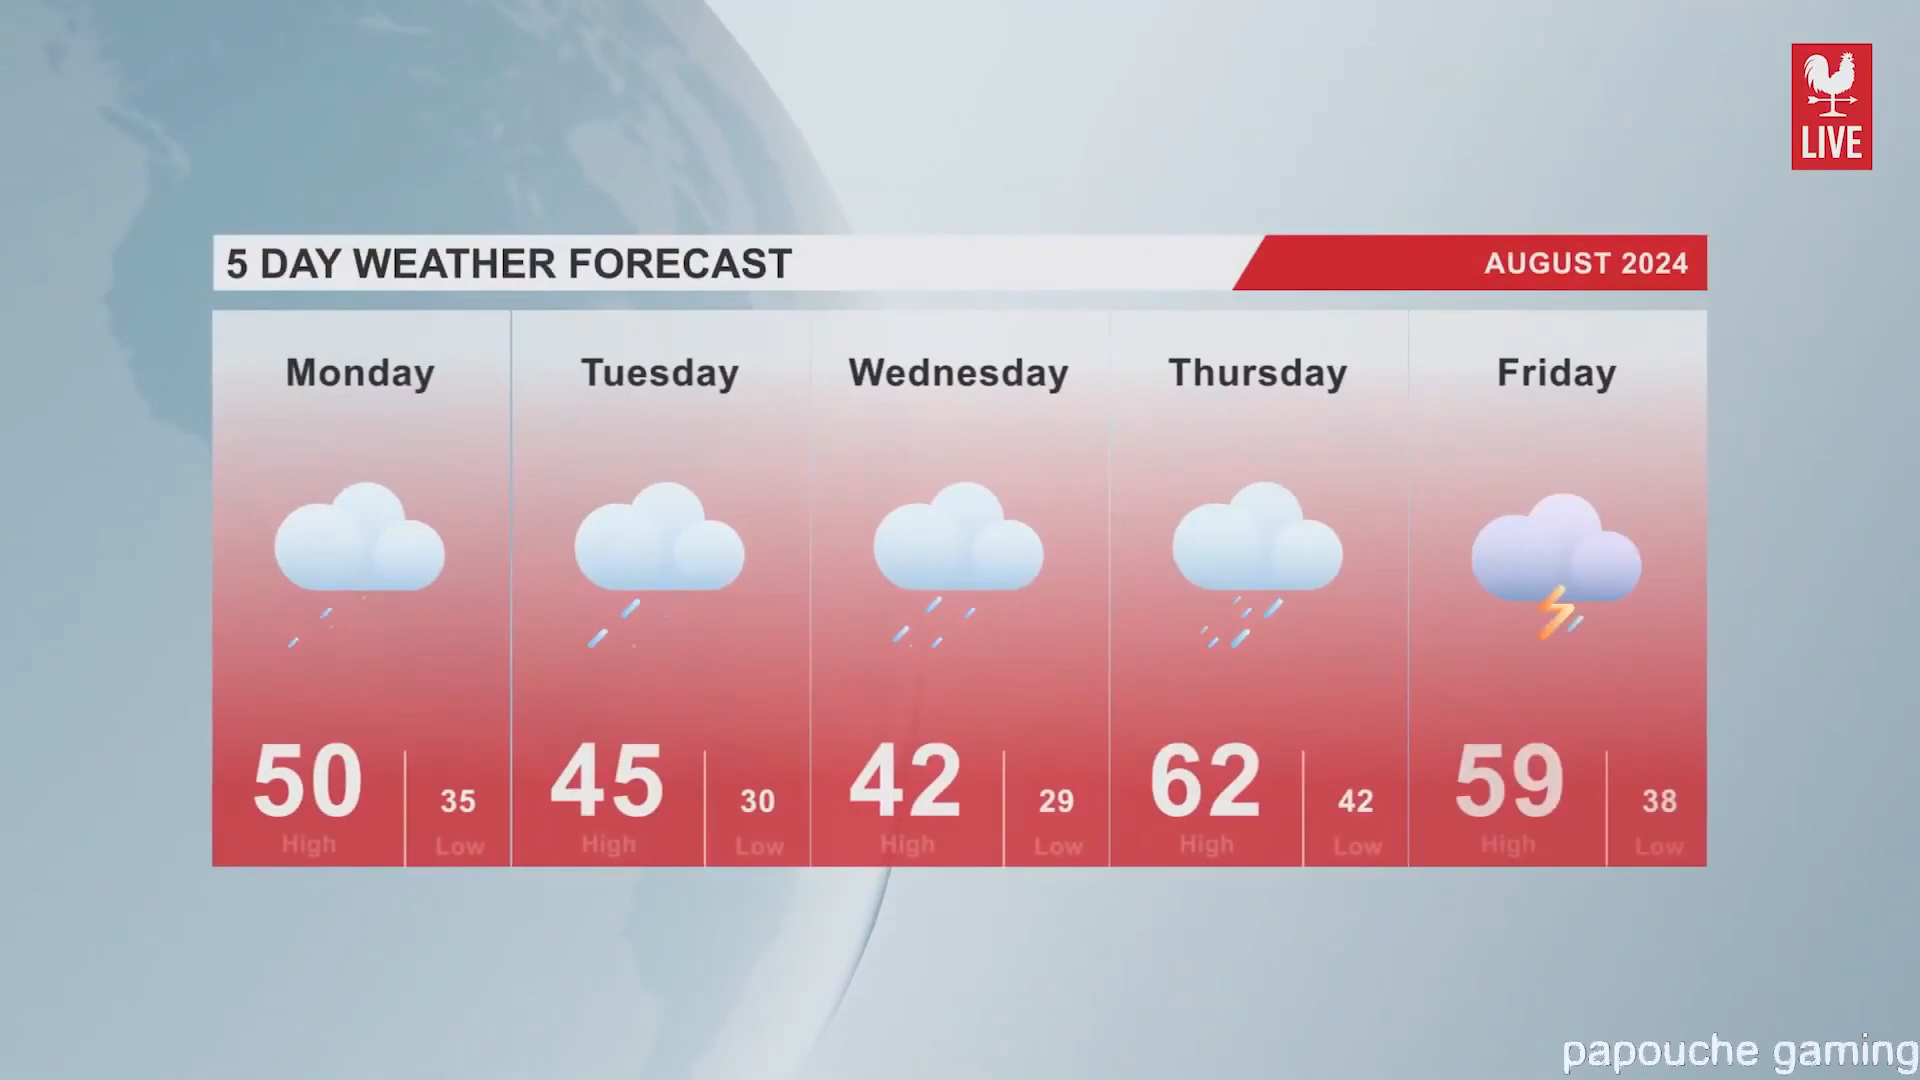 LIVE
5 DAY WEATHER FORECAST
AUGUST 2024
Monday
Tuesday
Wednesday
Thursday
Friday
50
High
35
Low
45
High
30
Low
42
High
29
Low
62
High
42
Low
59
High
38
Low
papouche gaming